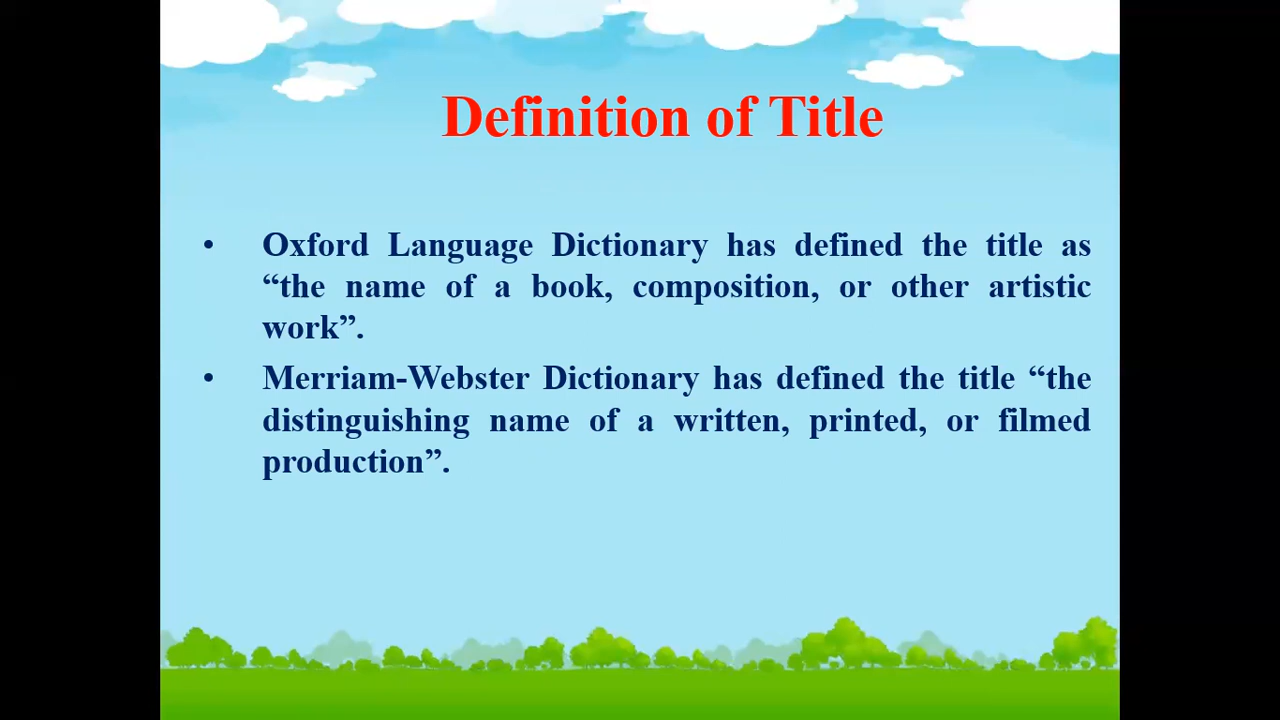 Definition of Title
• Oxford Language Dictionary has defined the title as
“the name of a book, composition, or other artistic
work”.
• Merriam-Webster Dictionary has defined the title “the
distinguishing name of a written, printed, or filmed
production”.